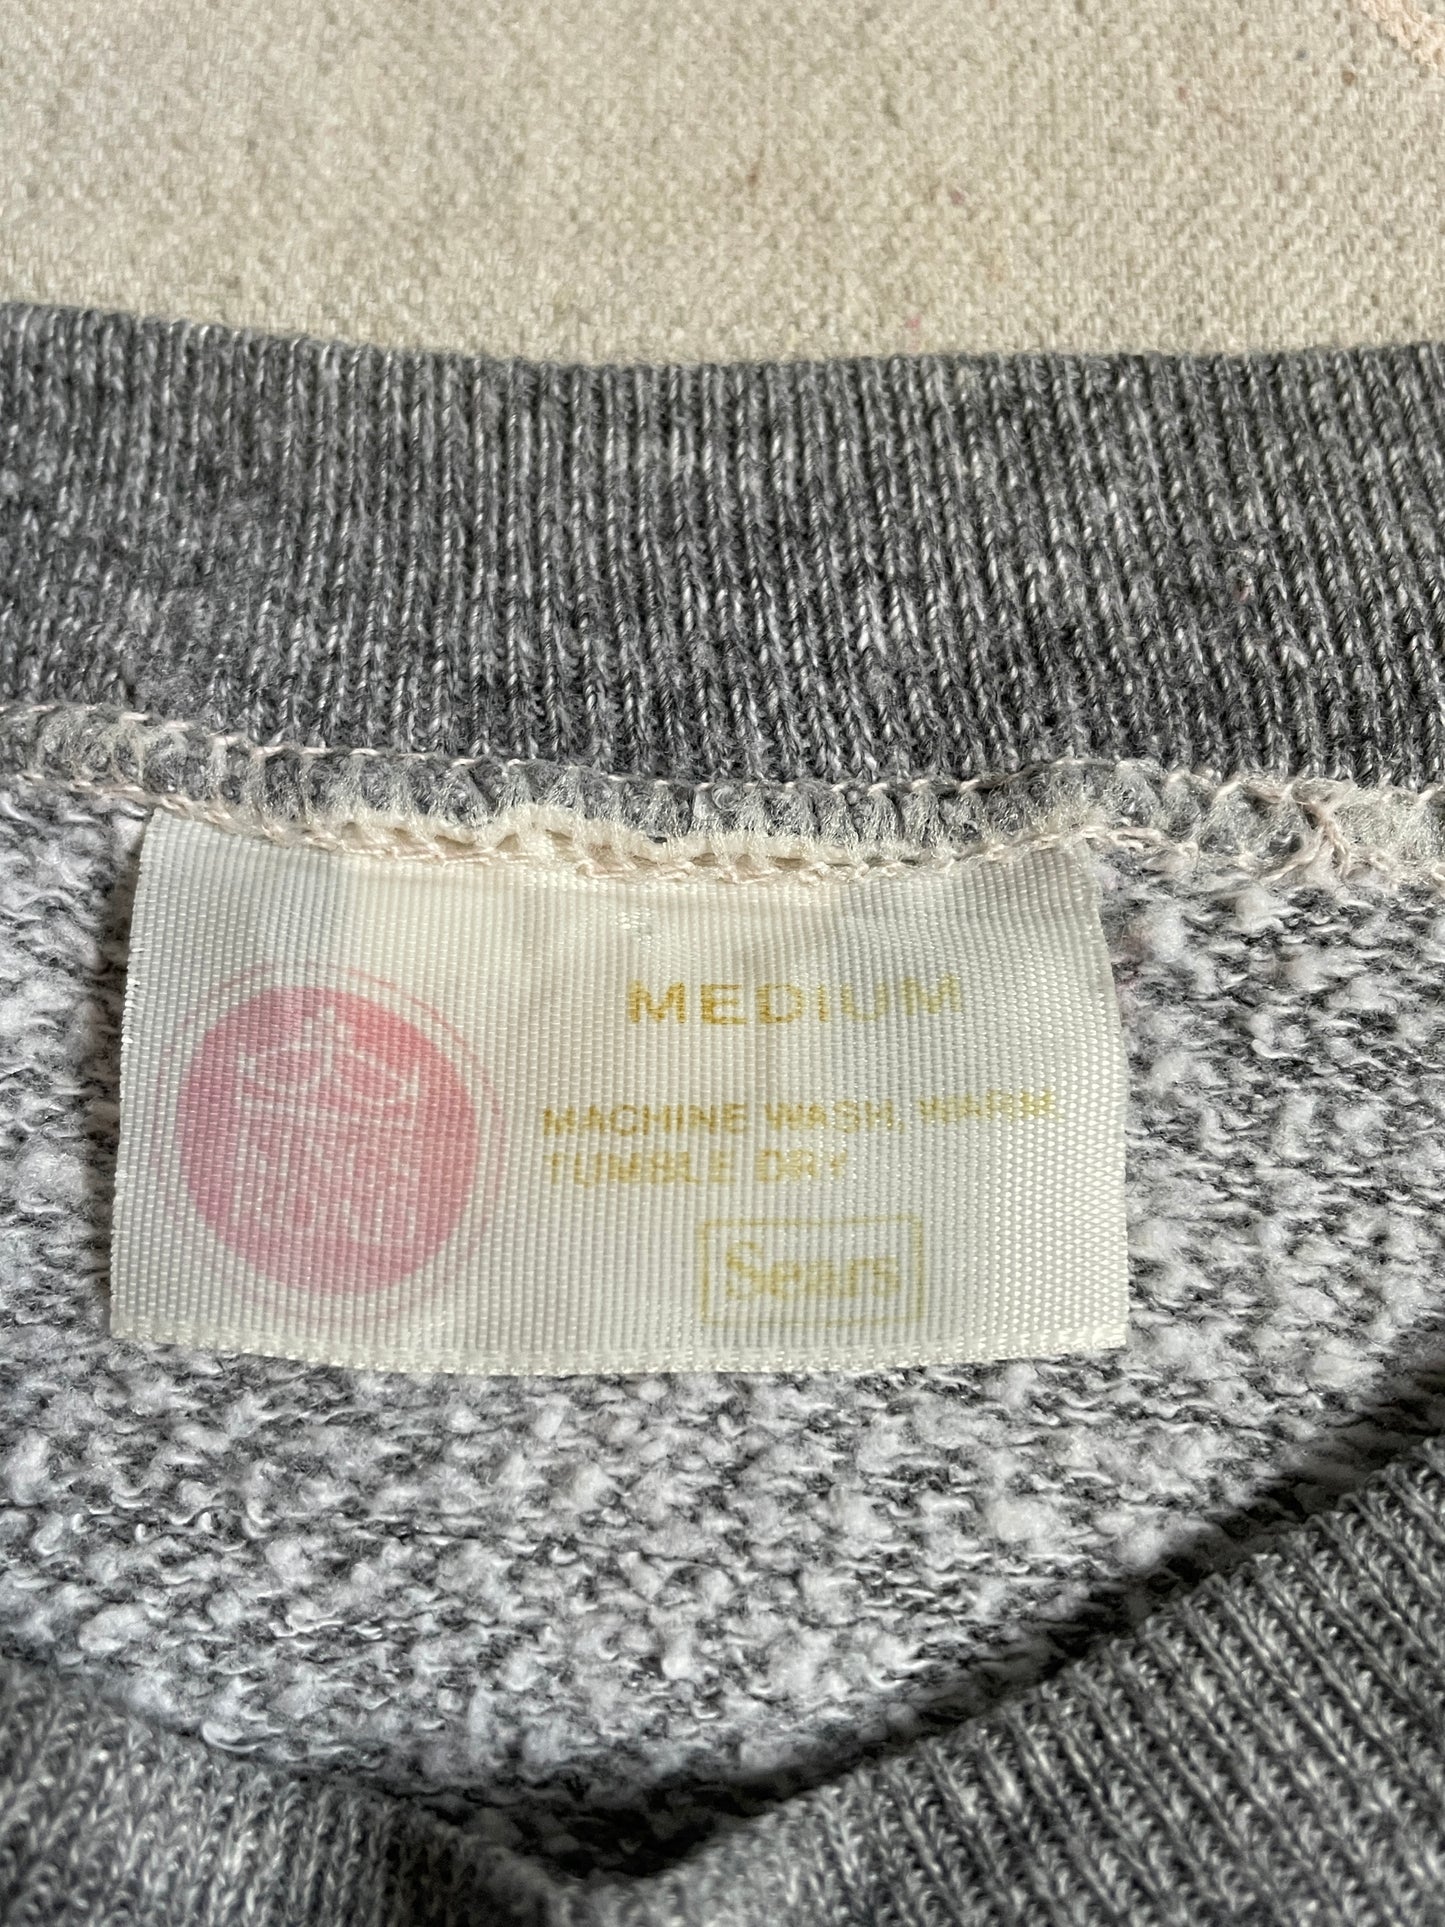 MEDIUM
MACHINE WASH, WARM
TUMBLE DRY
Sears